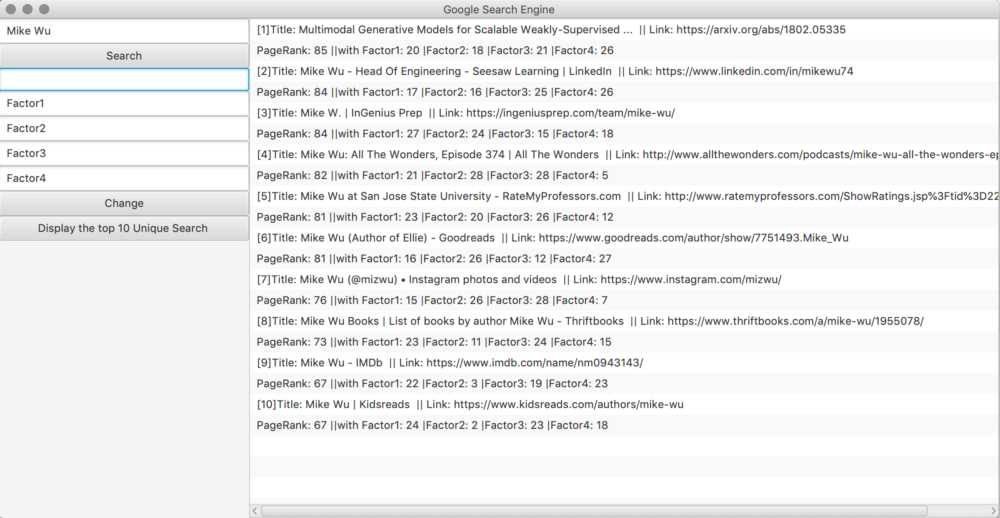 Google Search Engine
Mike Wu
Search
Factor1
Factor2
Factor3
Factor4
Change
Display the top 10 Unique Search
[1]Title: Multimodal Generative Models for Scalable Weakly-Supervised ...  || Link: https://arxiv.org/abs/1802.05335
PageRank: 85 ||with Factor1: 20 |Factor2: 18 |Factor3: 21 |Factor4: 26
[2]Title: Mike Wu - Head Of Engineering - Seesaw Learning | LinkedIn  || Link: https://www.linkedin.com/in/mikewu74
PageRank: 84 ||with Factor1: 17 |Factor2: 16 |Factor3: 25 |Factor4: 26
[3]Title: Mike W. | InGenius Prep  || Link: https://ingeniusprep.com/team/mike-wu/
PageRank: 84 ||with Factor1: 27 |Factor2: 24 |Factor3: 15 |Factor4: 18
[4]Title: Mike Wu: All The Wonders, Episode 374 | All The Wonders  || Link: http://www.allthewonders.com/podcasts/mike-wu-all-the-wonders-ep
PageRank: 82 ||with Factor1: 21 |Factor2: 28 |Factor3: 28 |Factor4: 5
[5]Title: Mike Wu at San Jose State University - RateMyProfessors.com  || Link: http://www.ratemyprofessors.com/ShowRatings.jsp%3Ftid%3D22
PageRank: 81 ||with Factor1: 23 |Factor2: 20 |Factor3: 26 |Factor4: 12
[6]Title: Mike Wu (Author of Ellie) - Goodreads  || Link: https://www.goodreads.com/author/show/7751493.Mike_Wu
PageRank: 81 ||with Factor1: 16 |Factor2: 26 |Factor3: 12 |Factor4: 27
[7]Title: Mike Wu (@mizwu) • Instagram photos and videos  || Link: https://www.instagram.com/mizwu/
PageRank: 76 ||with Factor1: 15 |Factor2: 26 |Factor3: 28 |Factor4: 7
[8]Title: Mike Wu Books | List of books by author Mike Wu - Thriftbooks  || Link: https://www.thriftbooks.com/a/mike-wu/1955078/
PageRank: 73 ||with Factor1: 23 |Factor2: 11 |Factor3: 24 |Factor4: 15
[9]Title: Mike Wu - IMDb  || Link: https://www.imdb.com/name/nm0943143/
PageRank: 67 ||with Factor1: 22 |Factor2: 3 |Factor3: 19 |Factor4: 23
[10]Title: Mike Wu | Kidsreads  || Link: https://www.kidsreads.com/authors/mike-wu
PageRank: 67 ||with Factor1: 24 |Factor2: 2 |Factor3: 23 |Factor4: 18